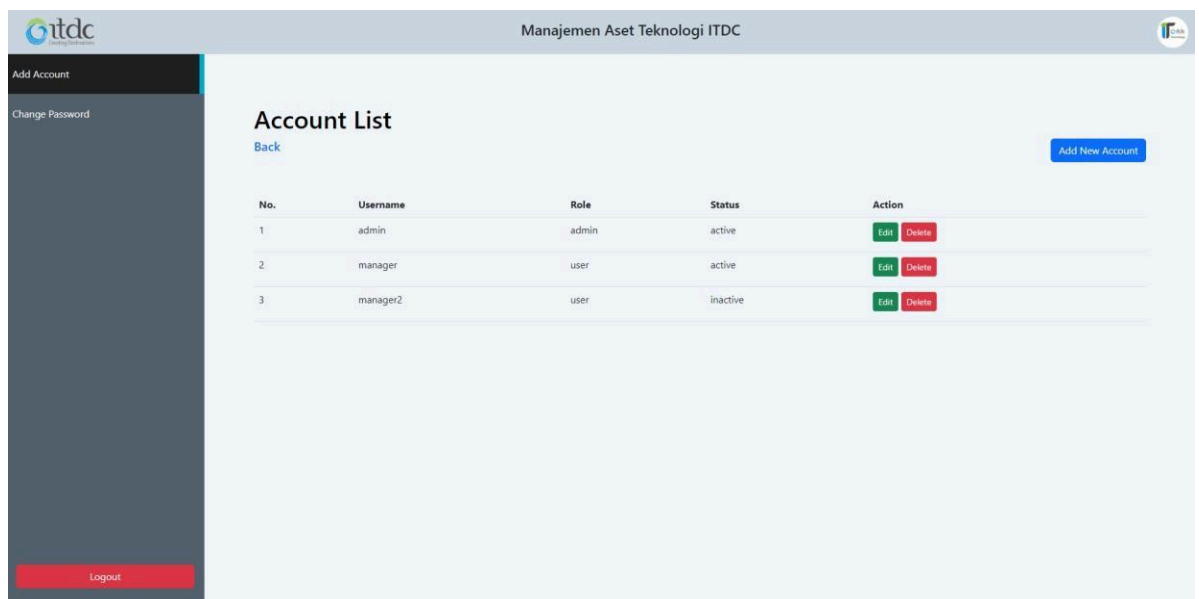 itdc
Creating Destinations
Manajemen Aset Teknologi ITDC
Add Account
Change Password
Account List
Back
Add New Account
No. Username Role Status Action
1 admin admin active Edit Delete
2 manager user active Edit Delete
3 manager2 user inactive Edit Delete
Logout